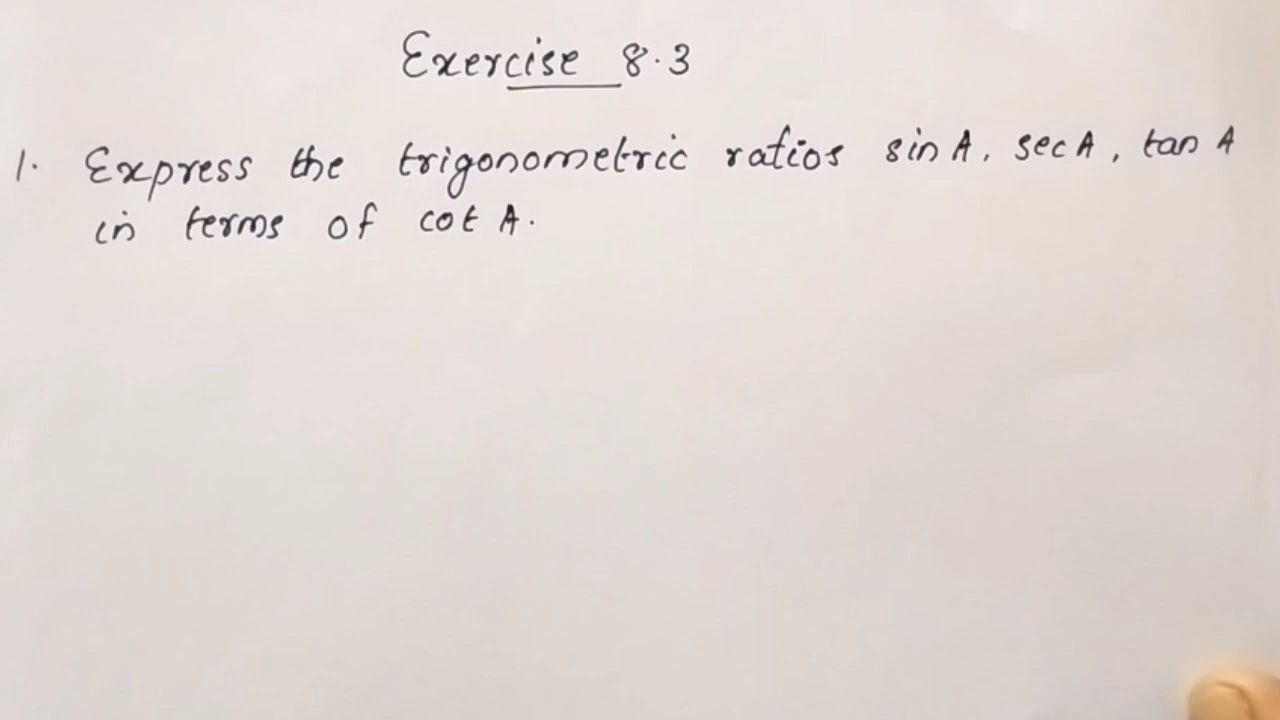 Exercise 8.3
1. Express the trigonometric ratios sin A, sec A, tan A
in terms of cot A.